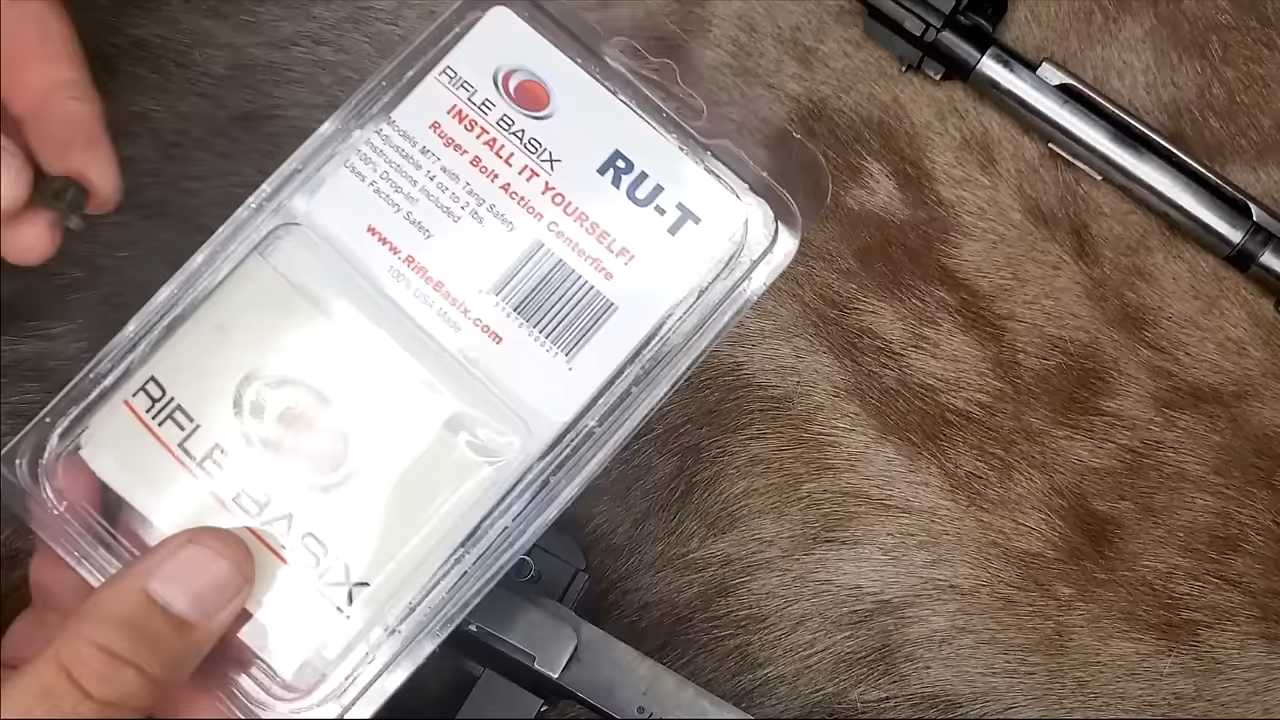 RIFLE BASIX
RU-T
INSTALL IT YOURSELF!
Ruger Bolt Action Centerfire
Models M77 with Tang Safety
Adjustable 14 oz to 2 lbs.
Instructions Included
100% Drop-In!
Uses Factory Safety
www.RifleBasix.com
100% USA Made
RIFLE BASIX